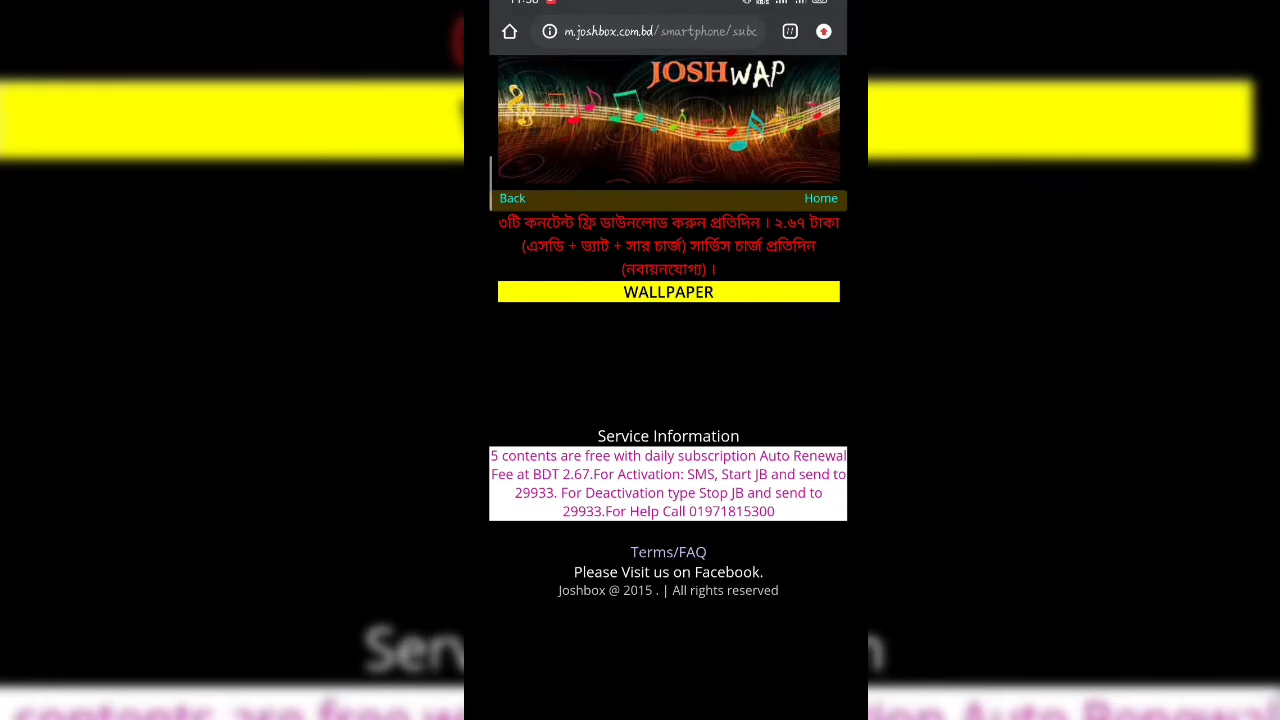 m.joshbox.com.bd/smartphone/subc
JOSHWAP
Back Home
৩টি কনটেন্ট ফ্রি ডাউনলোড করুন প্রতিদিন । ২.৬৭ টাকা
(এসডি + ভ্যাট + সার চার্জ) সার্ভিস চার্জ প্রতিদিন
(নবায়নযোগ্য) ।
WALLPAPER
Service Information
5 contents are free with daily subscription Auto Renewal
Fee at BDT 2.67.For Activation: SMS, Start JB and send to
29933. For Deactivation type Stop JB and send to
29933.For Help Call 01971815300
Terms/FAQ
Please Visit us on Facebook.
Joshbox @ 2015 . | All rights reserved